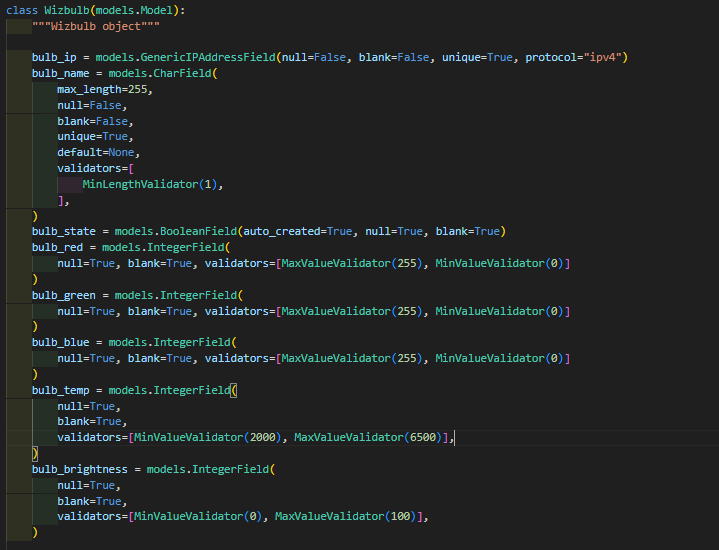 class Wizbulb(models.Model):
    """Wizbulb object"""

    bulb_ip = models.GenericIPAddressField(null=False, blank=False, unique=True, protocol="ipv4")
    bulb_name = models.CharField(
        max_length=255,
        null=False,
        blank=False,
        unique=True,
        default=None,
        validators=[
            MinLengthValidator(1),
        ],
    )
    bulb_state = models.BooleanField(auto_created=True, null=True, blank=True)
    bulb_red = models.IntegerField(
        null=True, blank=True, validators=[MaxValueValidator(255), MinValueValidator(0)]
    )
    bulb_green = models.IntegerField(
        null=True, blank=True, validators=[MaxValueValidator(255), MinValueValidator(0)]
    )
    bulb_blue = models.IntegerField(
        null=True, blank=True, validators=[MaxValueValidator(255), MinValueValidator(0)]
    )
    bulb_temp = models.IntegerField(
        null=True,
        blank=True,
        validators=[MinValueValidator(2000), MaxValueValidator(6500)],
    )
    bulb_brightness = models.IntegerField(
        null=True,
        blank=True,
        validators=[MinValueValidator(0), MaxValueValidator(100)],
    )